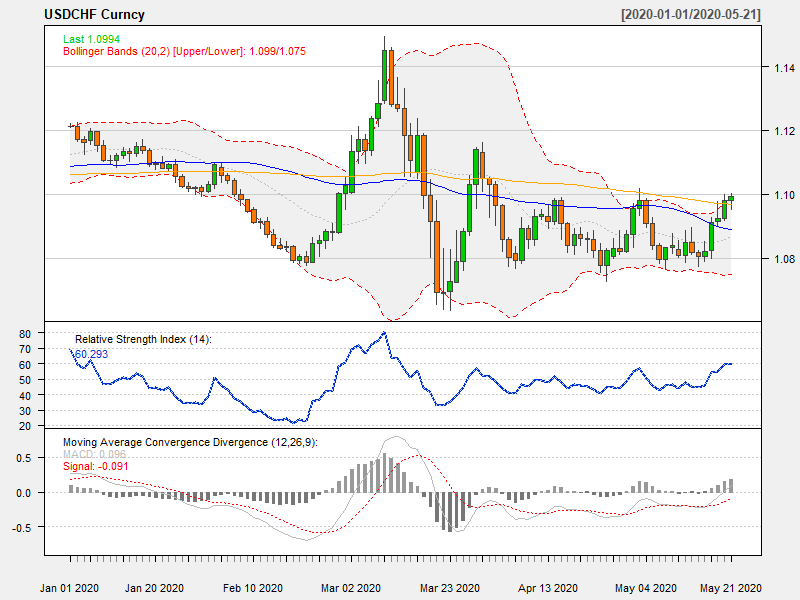 USDCHF Curncy [2020-01-01/2020-05-21]
Last 1.0994
Bollinger Bands (20,2) [Upper/Lower]: 1.099/1.075
1.14
1.12
1.10
1.08
Relative Strength Index (14):
60.293
80
70
60
50
40
30
20
Moving Average Convergence Divergence (12,26,9):
MACD: 0.096
Signal: -0.091
0.5
0.0
-0.5
Jan 01 2020 Jan 20 2020 Feb 10 2020 Mar 02 2020 Mar 23 2020 Apr 13 2020 May 04 2020 May 21 2020